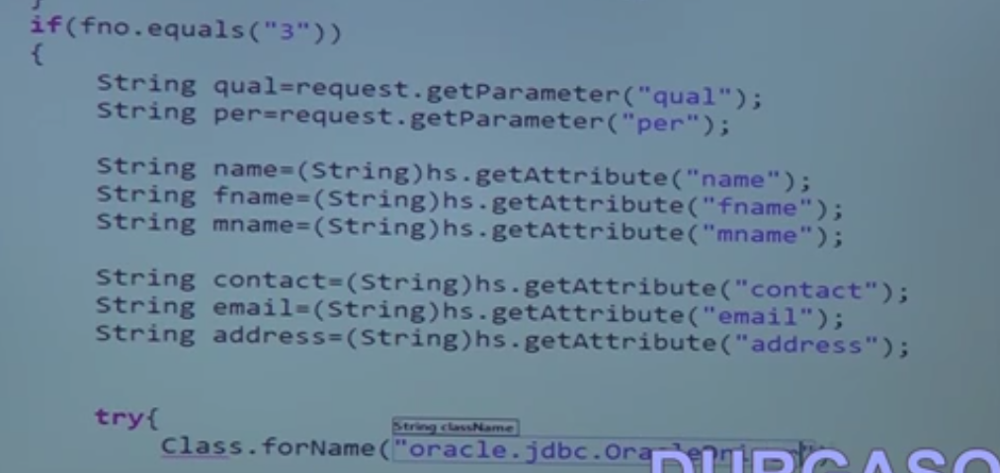 }
if(fno.equals("3"))
{
String qual=request.getParameter("qual");
String per=request.getParameter("per");
String name=(String)hs.getAttribute("name");
String fname=(String)hs.getAttribute("fname");
String mname=(String)hs.getAttribute("mname");
String contact=(String)hs.getAttribute("contact");
String email=(String)hs.getAttribute("email");
String address=(String)hs.getAttribute("address");
try{
String className
Class.forName("oracle.jdbc.
DURGASO